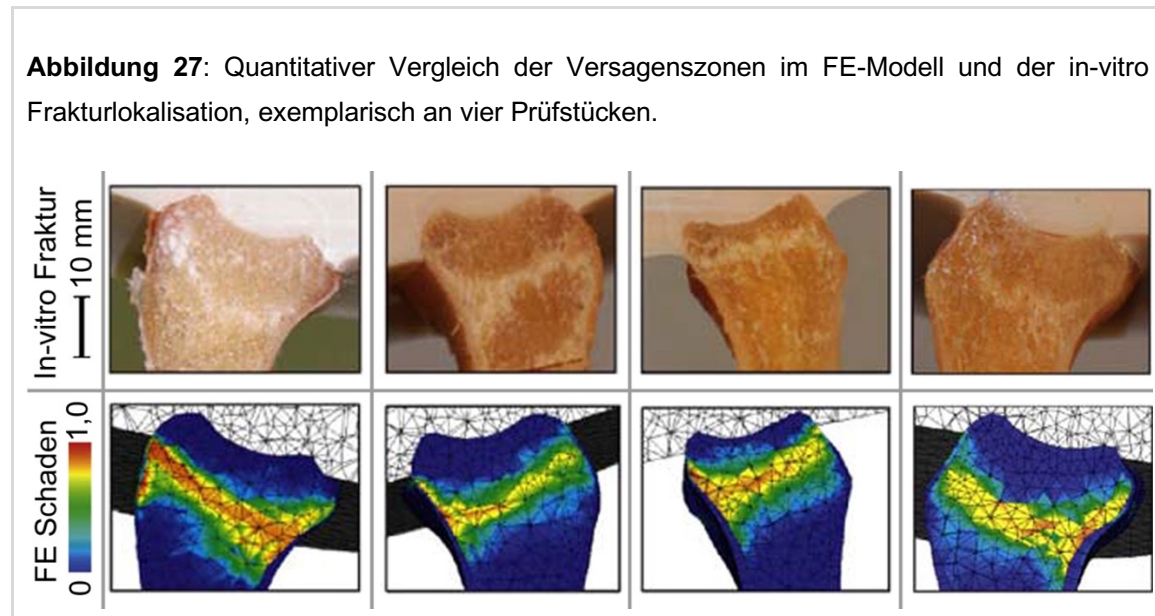 Abbildung 27: Quantitativer Vergleich der Versagenszonen im FE-Modell und der in-vitro
Frakturlokalisation, exemplarisch an vier Prüfstücken.
In-vitro Fraktur
10 mm
FE Schaden
0 1,0